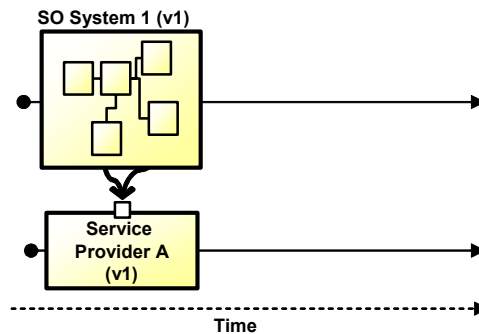 SO System 1 (v1)
Service
Provider A
(v1)
Time